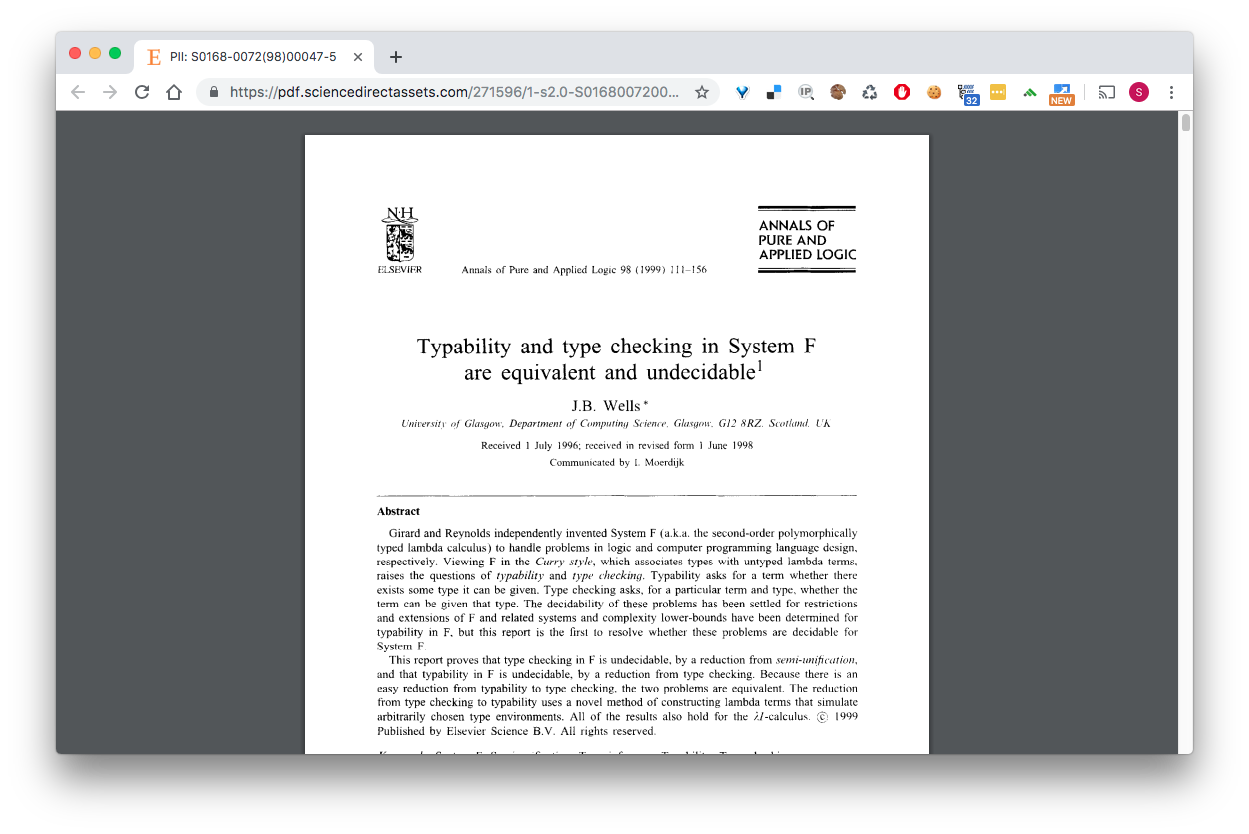 PII: S0168-0072(98)00047-5
https://pdf.sciencedirectassets.com/271596/1-s2.0-S0168007200...
IP
32
NEW
S
N·H
ELSEVIER
Annals of Pure and Applied Logic 98 (1999) 111–156
ANNALS OF
PURE AND
APPLIED LOGIC
Typability and type checking in System F
are equivalent and undecidable¹
J.B. Wells *
University of Glasgow, Department of Computing Science, Glasgow, G12 8RZ, Scotland, UK
Received 1 July 1996; received in revised form 1 June 1998
Communicated by I. Moerdijk
Abstract
Girard and Reynolds independently invented System F (a.k.a. the second-order polymorphically
typed lambda calculus) to handle problems in logic and computer programming language design,
respectively. Viewing F in the Curry style, which associates types with untyped lambda terms,
raises the questions of typability and type checking. Typability asks for a term whether there
exists some type it can be given. Type checking asks, for a particular term and type, whether the
term can be given that type. The decidability of these problems has been settled for restrictions
and extensions of F and related systems and complexity lower-bounds have been determined for
typability in F, but this report is the first to resolve whether these problems are decidable for
System F.
This report proves that type checking in F is undecidable, by a reduction from semi-unification,
and that typability in F is undecidable, by a reduction from type checking. Because there is an
easy reduction from typability to type checking, the two problems are equivalent. The reduction
from type checking to typability uses a novel method of constructing lambda terms that simulate
arbitrarily chosen type environments. All of the results also hold for the λI-calculus. © 1999
Published by Elsevier Science B.V. All rights reserved.